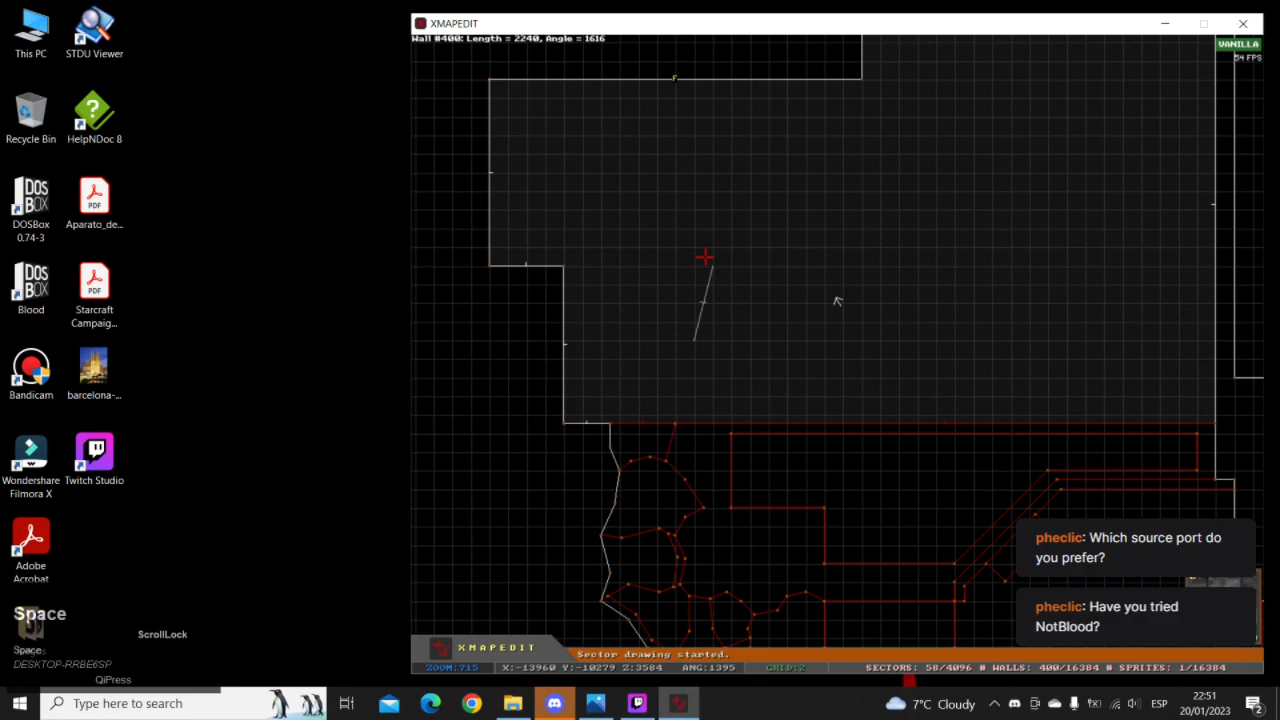 This PC
STDU Viewer
Recycle Bin
HelpNDoc 8
DOSBox
0.74-3
Aparato_de...
Blood
Starcraft
Campaig...
Bandicam
barcelona-...
Wondershare
Filmora X
Twitch Studio
Adobe
Acrobat
Space
Space
ScrollLock
DESKTOP-RRBE6SP
QiPress
XMAPEDIT
Wall #400: Length = 2240, Angle = 1616
VANILLA
54 FPS
F
pheclic: Which source port do
you prefer?
pheclic: Have you tried
NotBlood?
XMAPEDIT
Sector drawing started.
ZOOM:715
X:-13960 Y:-10279 Z:3584
ANG:1395
GRID:2
SECTORS: 58/4096 # WALLS: 400/16384 # SPRITES: 1/16384
Type here to search
7°C Cloudy
ESP
22:51
20/01/2023
2